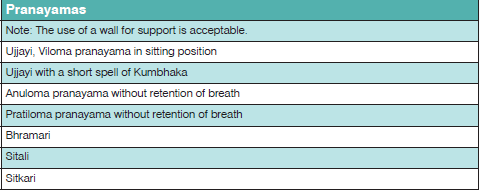 Pranayamas
Note: The use of a wall for support is acceptable.
Ujjayi, Viloma pranayama in sitting position
Ujjayi with a short spell of Kumbhaka
Anuloma pranayama without retention of breath
Pratiloma pranayama without retention of breath
Bhramari
Sitali
Sitkari